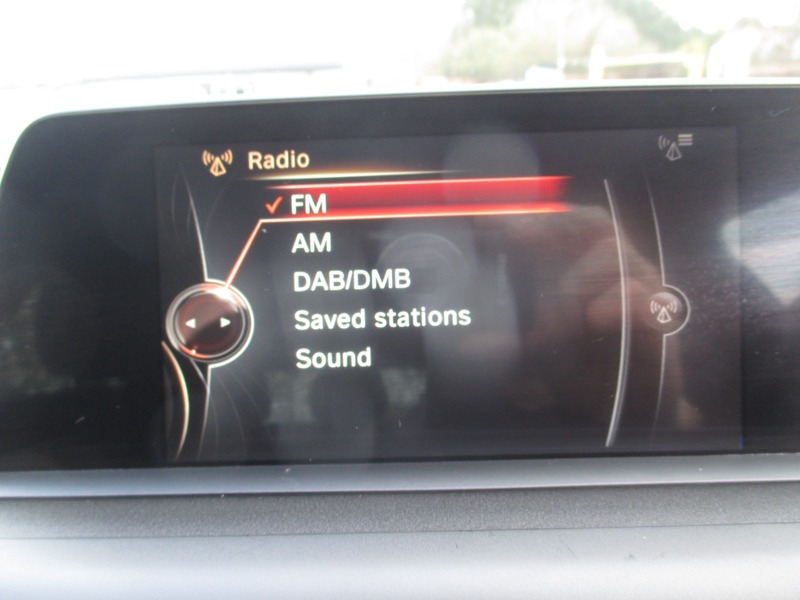 Radio
FM
AM
DAB/DMB
Saved stations
Sound